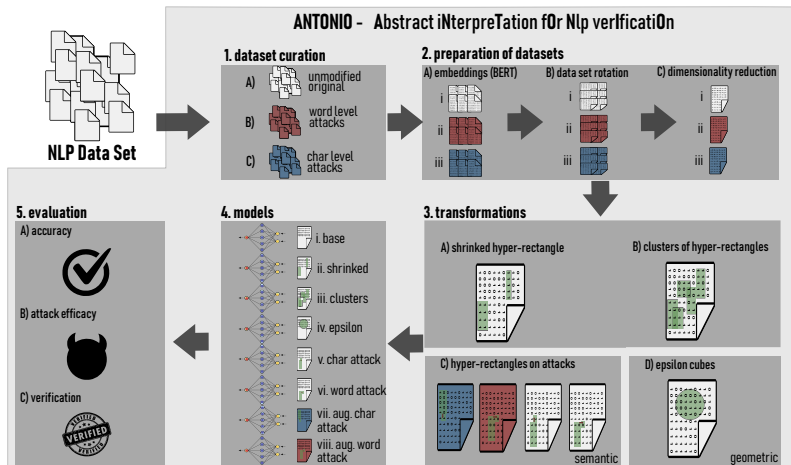 ANTONIO - Abstract iNterpreTation fOr Nlp verIficatiOn
NLP Data Set
1. dataset curation
A) unmodified
original
B) word level
attacks
C) char level
attacks
2. preparation of datasets
A) embeddings (BERT)
i
ii
iii
B) data set rotation
i
ii
iii
C) dimensionality reduction
i
ii
iii
3. transformations
A) shrinked hyper-rectangle
B) clusters of hyper-rectangles
C) hyper-rectangles on attacks
semantic
D) epsilon cubes
geometric
4. models
i. base
ii. shrinked
iii. clusters
iv. epsilon
v. char attack
vi. word attack
vii. aug. char
attack
viii. aug. word
attack
5. evaluation
A) accuracy
B) attack efficacy
C) verification
VERIFIED